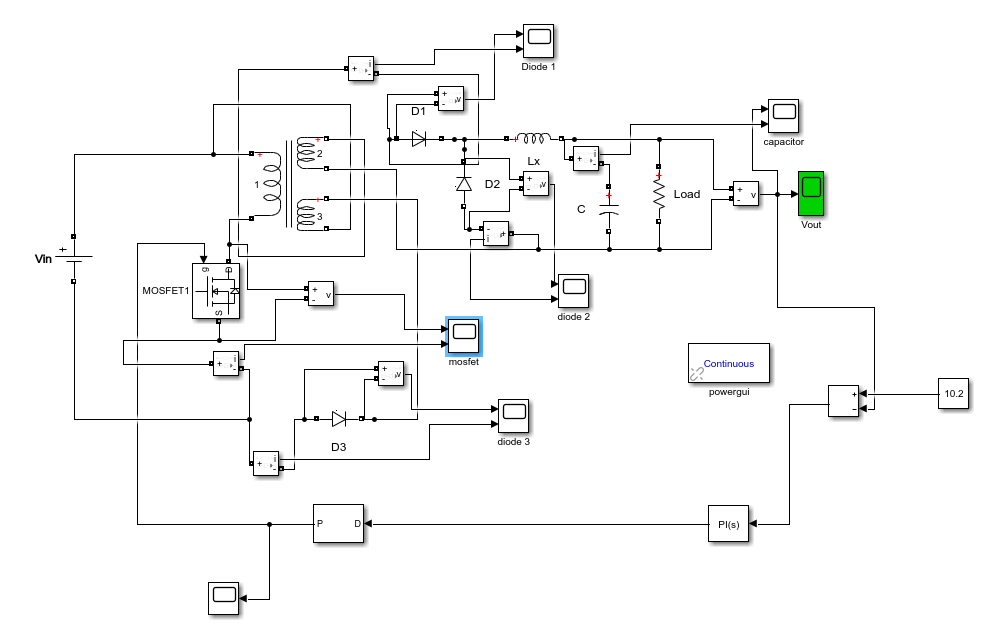 Diode 1
i
+
-
D1
+
-
v
capacitor
+
2
Lx
i
+
-
1
D2
+
-
v
C
+
Load
+
-
v
Vout
+
3
-
i
+
Vin
+
g
D
MOSFET1
S
+
-
v
diode 2
mosfet
+
i
-
+
-
v
Continuous
powergui
diode 3
D3
+
-
10.2
+
i
-
P
D
PI(s)